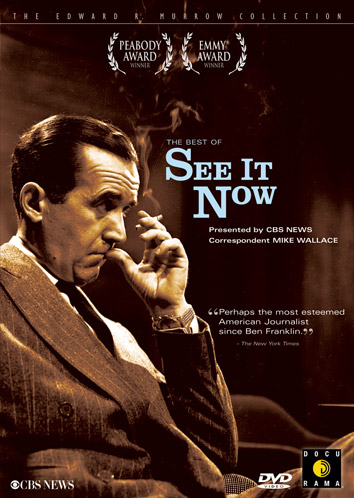 THE EDWARD R. MURROW COLLECTION
PEABODY AWARD WINNER
EMMY AWARD WINNER
THE BEST OF
SEE IT
NOW
Presented by CBS NEWS
Correspondent MIKE WALLACE
“Perhaps the most esteemed
American Journalist
since Ben Franklin.”
– The New York Times
CBS NEWS
DVD
VIDEO
DOCU
RAMA